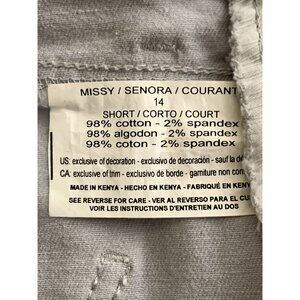 MISSY / SENORA / COURANT
14
SHORT / CORTO / COURT
98% cotton - 2% spandex
98% algodon - 2% spandex
98% coton - 2% spandex
US: exclusive of decoration - exclusivo de decoración - sauf la
CA: exclusive of trim - exclusivo de borde - garniture non
MADE IN KENYA - HECHO EN KENYA - FABRIQUÉ EN KENY
SEE REVERSE FOR CARE - VER AL REVERSO PARA EL
VOIR LES INSTRUCTIONS D'ENTRETIEN AU DOS